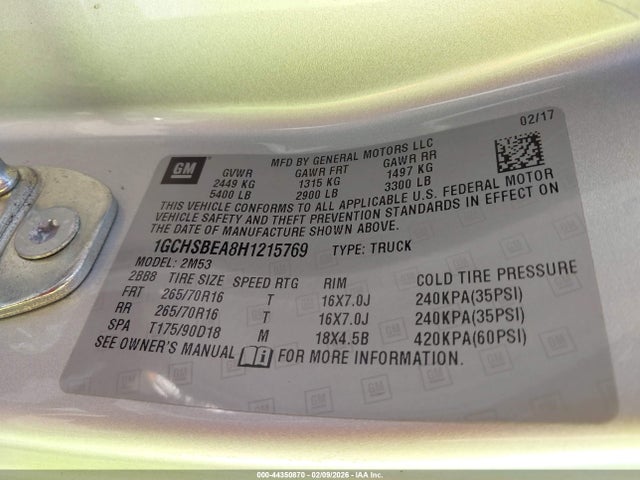 02/17
MFD BY GENERAL MOTORS LLC
GM GVWR GAWR FRT GAWR RR
2449 KG 1315 KG 1497 KG
5400 LB 2900 LB 3300 LB
THIS VEHICLE CONFORMS TO ALL APPLICABLE U.S. FEDERAL MOTOR
VEHICLE SAFETY AND THEFT PREVENTION STANDARDS IN EFFECT ON
THE DATE OF MANUFACTURE SHOWN ABOVE.
1GCHSBEA8H1215769 TYPE: TRUCK
MODEL: 2M53
2BB8 TIRE SIZE SPEED RTG RIM COLD TIRE PRESSURE
FRT 265/70R16 T 16X7.0J 240KPA(35PSI)
RR 265/70R16 T 16X7.0J 240KPA(35PSI)
SPA T175/90D18 M 18X4.5B 420KPA(60PSI)
SEE OWNER'S MANUAL i FOR MORE INFORMATION.
GM GM GM
000-44350870 - 02/09/2026 - IAA Inc.